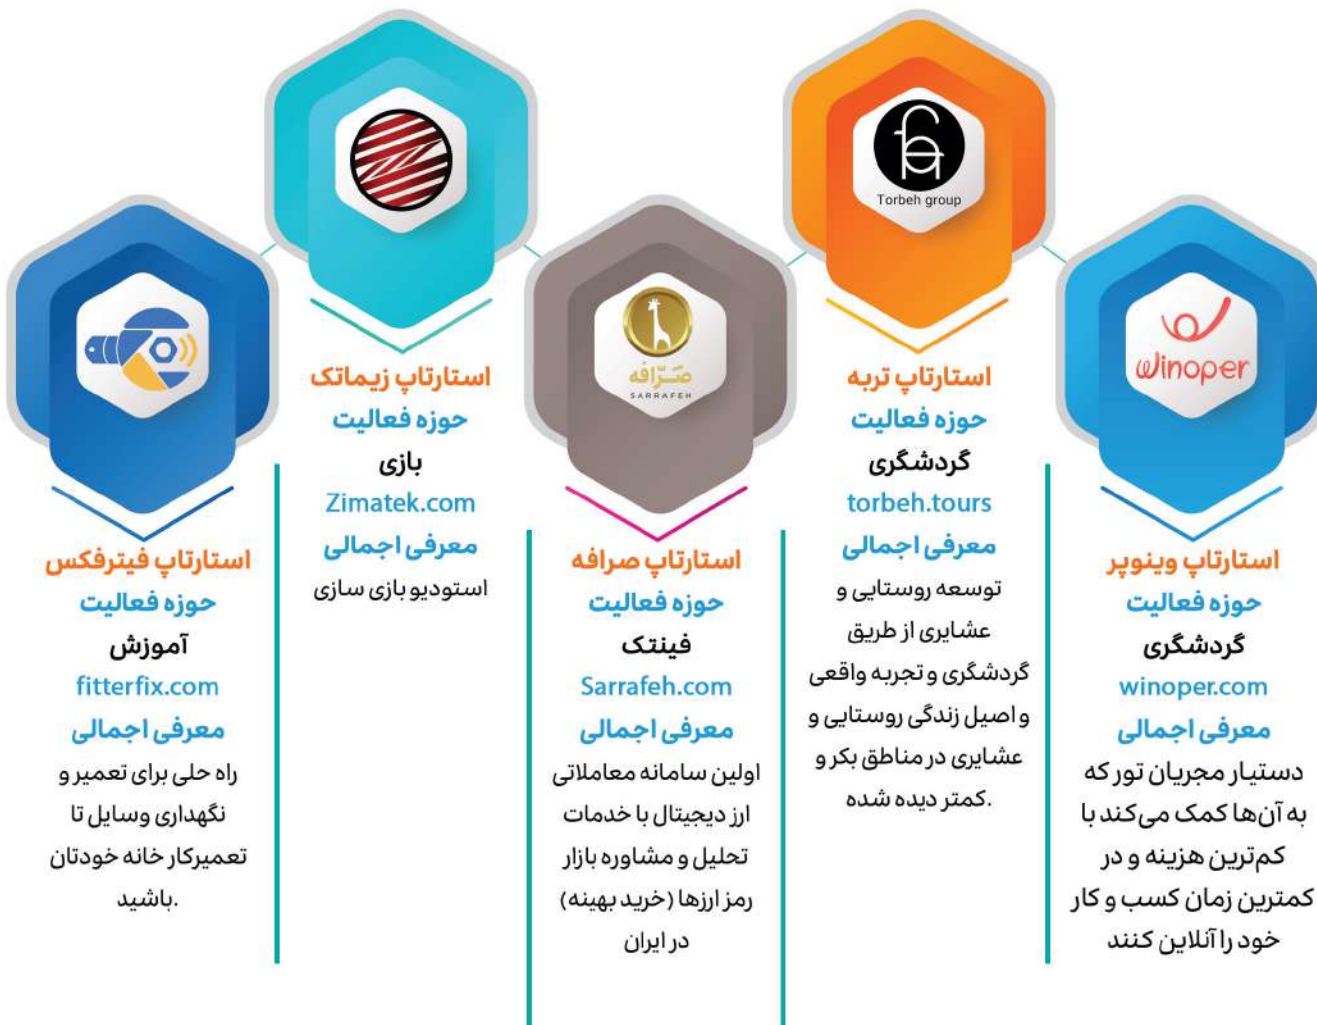 Winoper
استارتاپ وینوپر
حوزه فعالیت
گردشگری
winoper.com
معرفی اجمالی
دستیار مجریان تور که
به آن‌ها کمک می‌کند با
کم‌ترین هزینه و در
کمترین زمان کسب و کار
خود را آنلاین کنند
Torbeh group
استارتاپ تربه
حوزه فعالیت
گردشگری
torbeh.tours
معرفی اجمالی
توسعه روستایی و
عشایری از طریق
گردشگری و تجربه واقعی
و اصیل زندگی روستایی و
عشایری در مناطق بکر و
کمتر دیده شده.
صَرّافه
SARRAFEH
استارتاپ صرافه
حوزه فعالیت
فینتک
Sarrafeh.com
معرفی اجمالی
اولین سامانه معاملاتی
ارز دیجیتال با خدمات
تحلیل و مشاوره بازار
رمز ارزها (خرید بهینه)
در ایران
استارتاپ زیماتک
حوزه فعالیت
بازی
Zimatek.com
معرفی اجمالی
استودیو بازی سازی
استارتاپ فیترفکس
حوزه فعالیت
آموزش
fitterfix.com
معرفی اجمالی
راه حلی برای تعمیر و
نگهداری وسایل تا
تعمیرکار خانه خودتان
باشید.